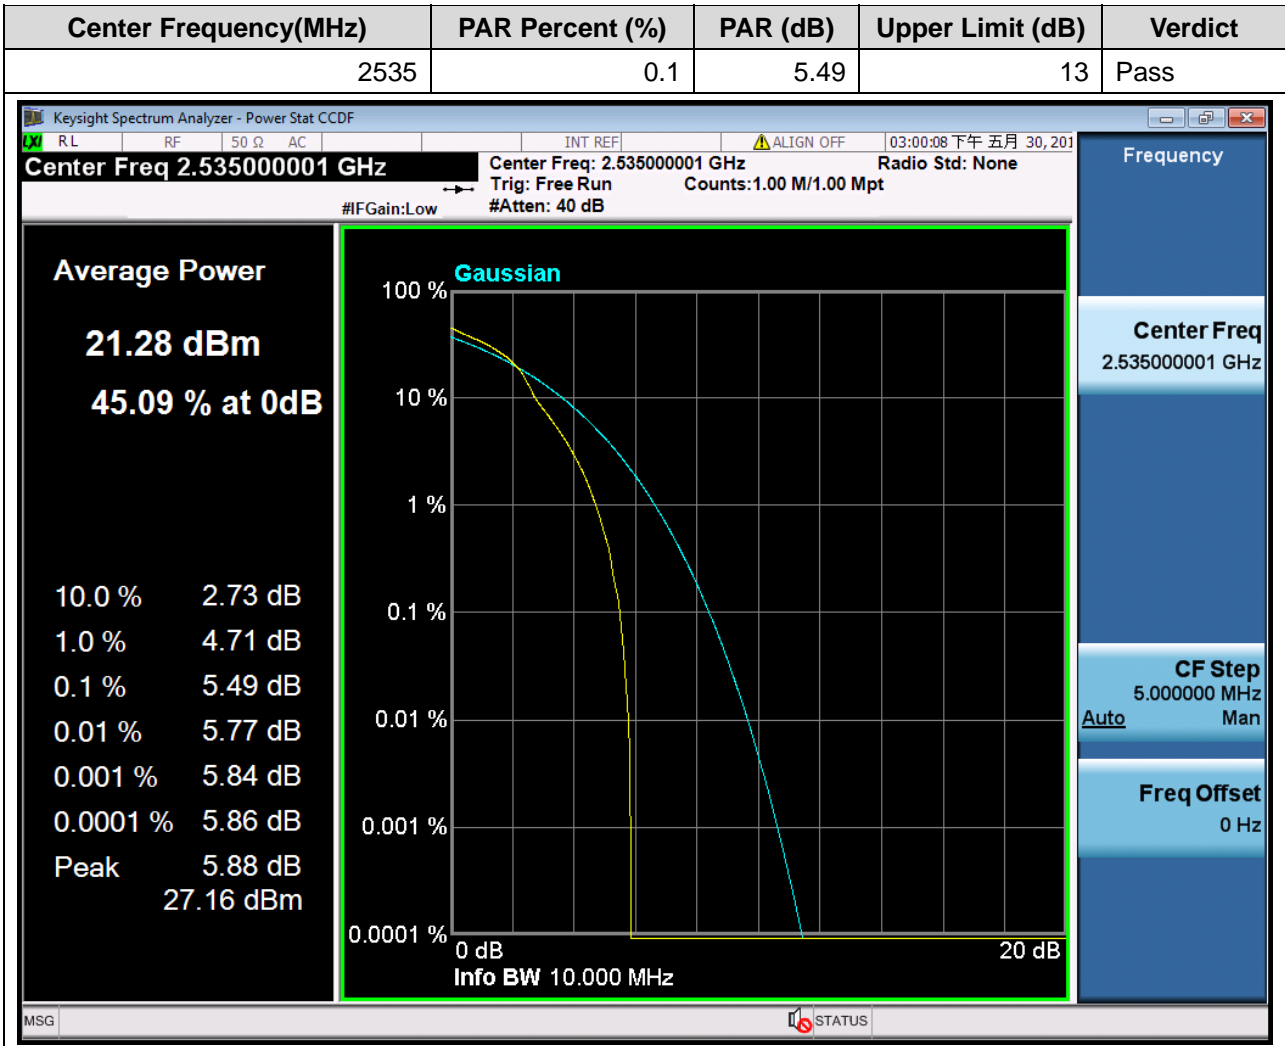 Center Frequency(MHz) PAR Percent (%) PAR (dB) Upper Limit (dB) Verdict
2535 0.1 5.49 13 Pass
Keysight Spectrum Analyzer - Power Stat CCDF
LXI RL RF 50 Ω AC INT REF ALIGN OFF 03:00:08 下午 五月 30, 201
Center Freq 2.535000001 GHz
#IFGain:Low
Center Freq: 2.535000001 GHz Radio Std: None
Trig: Free Run Counts:1.00 M/1.00 Mpt
#Atten: 40 dB
Average Power
21.28 dBm
45.09 % at 0dB
10.0 % 2.73 dB
1.0 % 4.71 dB
0.1 % 5.49 dB
0.01 % 5.77 dB
0.001 % 5.84 dB
0.0001 % 5.86 dB
Peak 5.88 dB
27.16 dBm
Gaussian
100 %
10 %
1 %
0.1 %
0.01 %
0.001 %
0.0001 %
0 dB 20 dB
Info BW 10.000 MHz
Frequency
Center Freq
2.535000001 GHz
CF Step
5.000000 MHz
Auto Man
Freq Offset
0 Hz
MSG STATUS